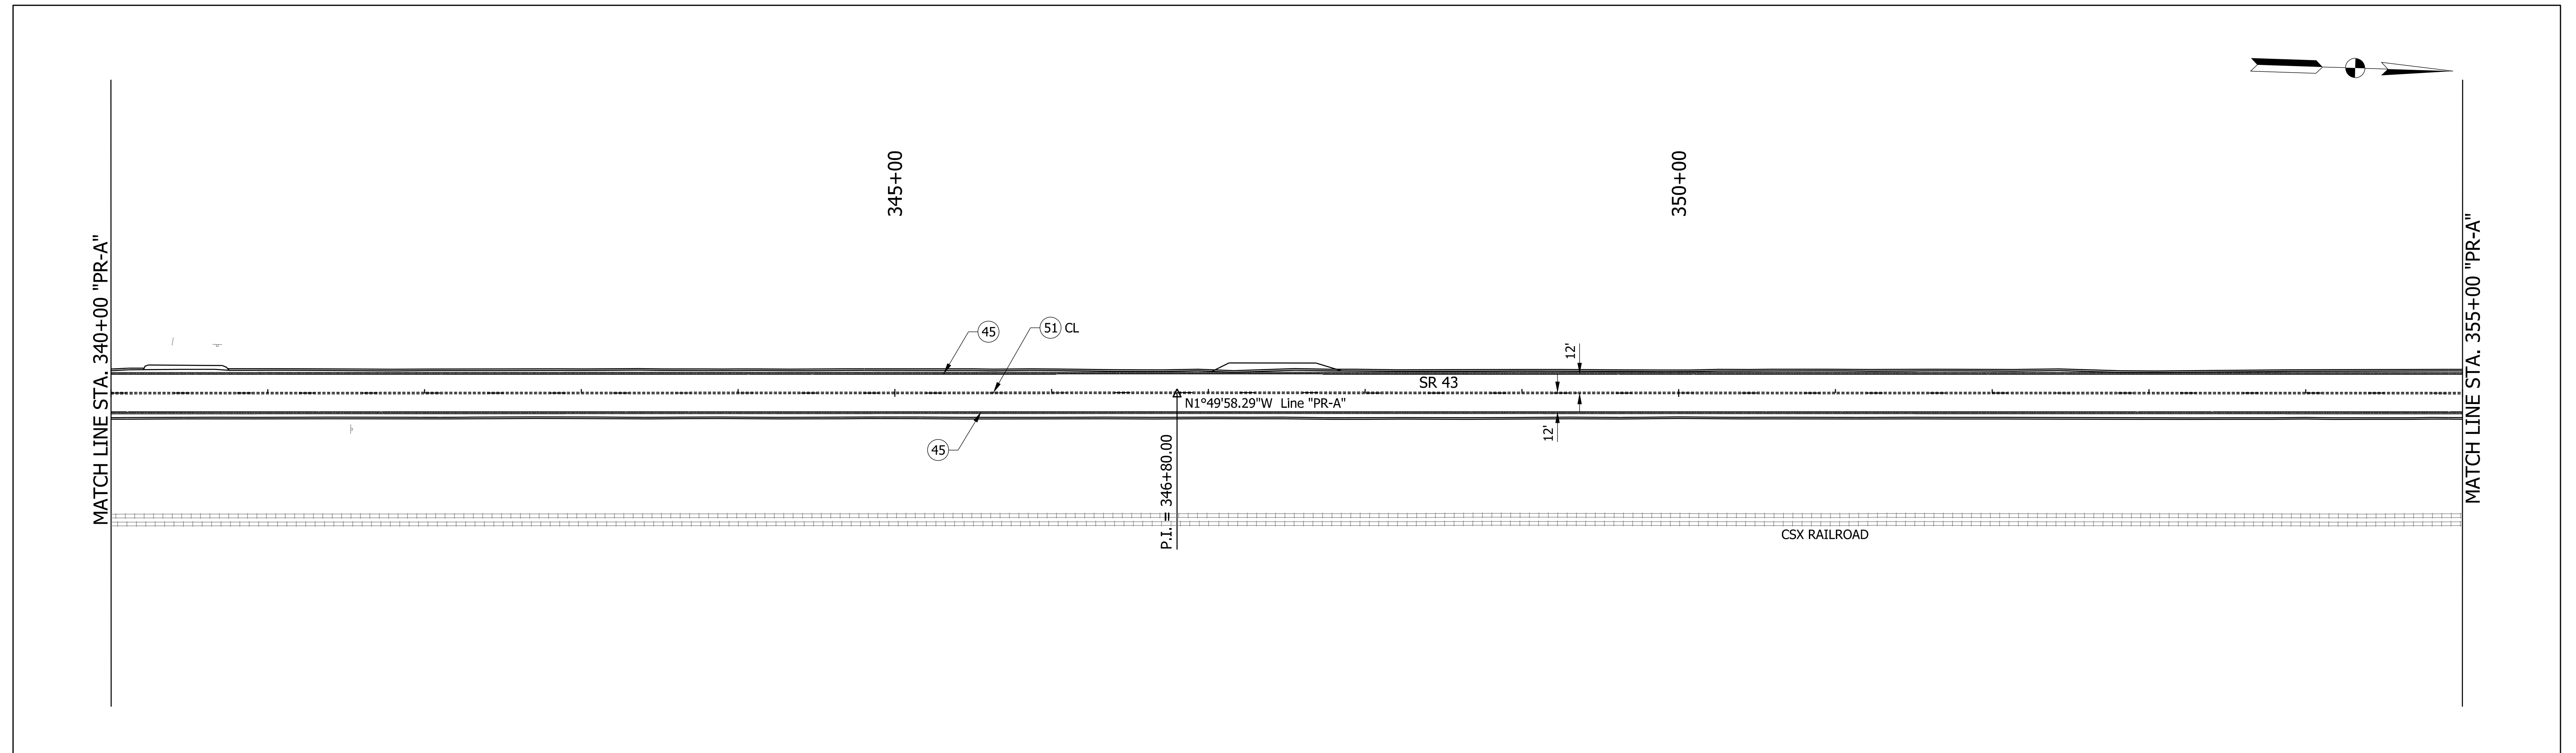 345+00
350+00
MATCH LINE STA. 340+00 "PR-A"
MATCH LINE STA. 355+00 "PR-A"
45
51 CL
12'
SR 43
N1°49'58.29"W Line "PR-A"
12'
45
P.I. = 346+80.00
CSX RAILROAD